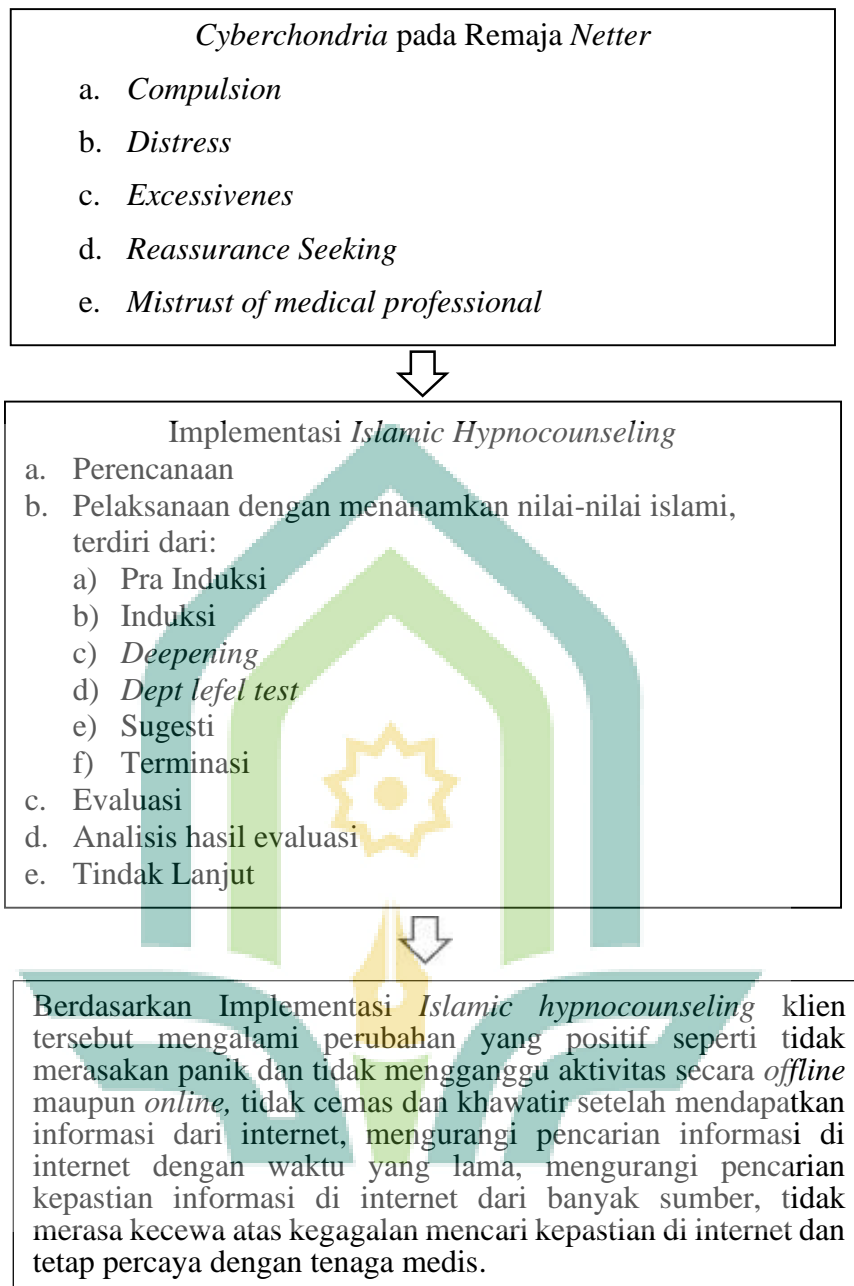 Cyberchondria pada Remaja Netter
a. Compulsion
b. Distress
c. Excessivenes
d. Reassurance Seeking
e. Mistrust of medical professional
Implementasi Islamic Hypnocounseling
a. Perencanaan
b. Pelaksanaan dengan menanamkan nilai-nilai islami,
terdiri dari:
a) Pra Induksi
b) Induksi
c) Deepening
d) Dept lefel test
e) Sugesti
f) Terminasi
c. Evaluasi
d. Analisis hasil evaluasi
e. Tindak Lanjut
Berdasarkan Implementasi Islamic hypnocounseling klien
tersebut mengalami perubahan yang positif seperti tidak
merasakan panik dan tidak mengganggu aktivitas secara offline
maupun online, tidak cemas dan khawatir setelah mendapatkan
informasi dari internet, mengurangi pencarian informasi di
internet dengan waktu yang lama, mengurangi pencarian
kepastian informasi di internet dari banyak sumber, tidak
merasa kecewa atas kegagalan mencari kepastian di internet dan
tetap percaya dengan tenaga medis.